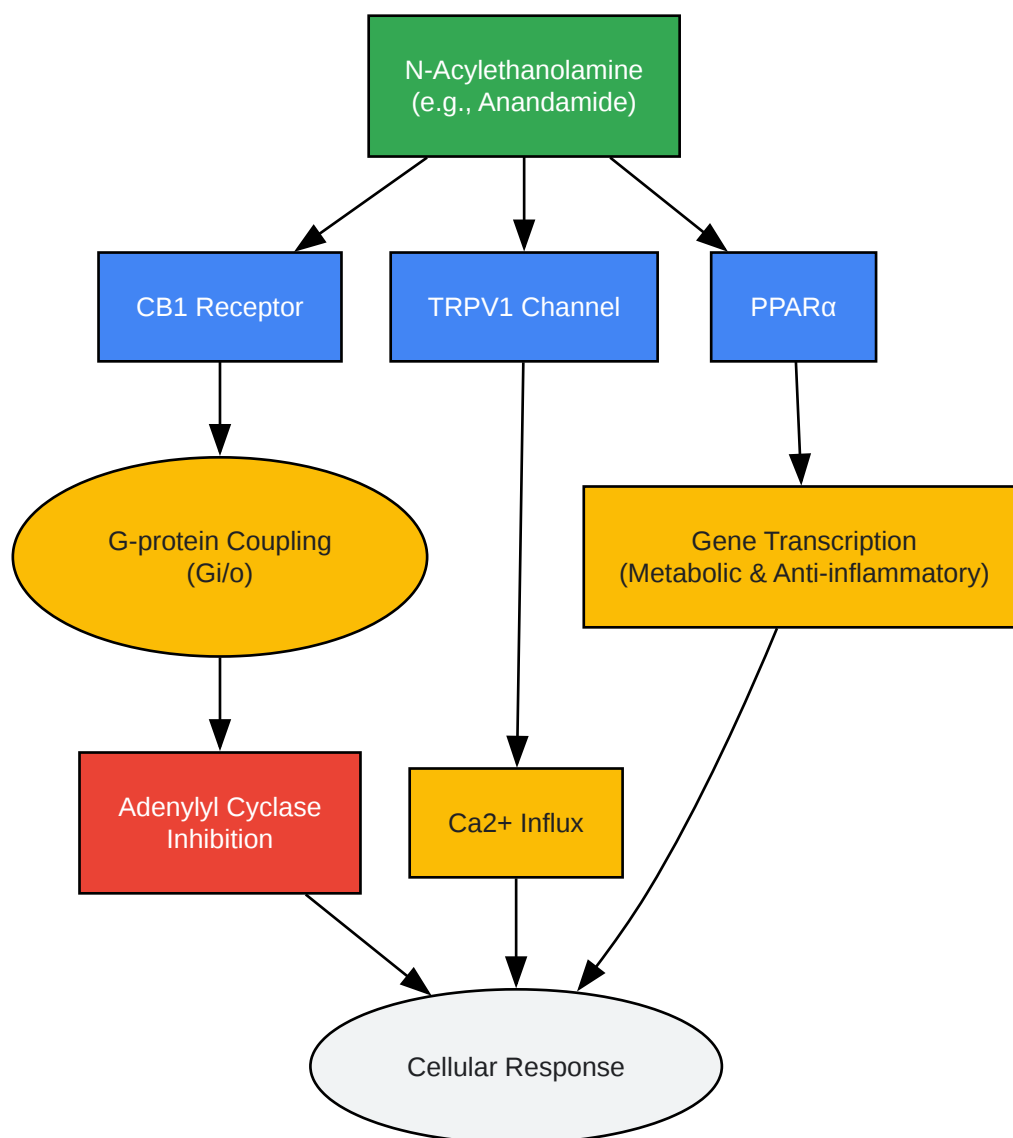 N-Acylethanolamine
(e.g., Anandamide)
CB1 Receptor
TRPV1 Channel
PPARα
G-protein Coupling
(Gi/o)
Gene Transcription
(Metabolic & Anti-inflammatory)
Adenylyl Cyclase
Inhibition
Ca2+ Influx
Cellular Response